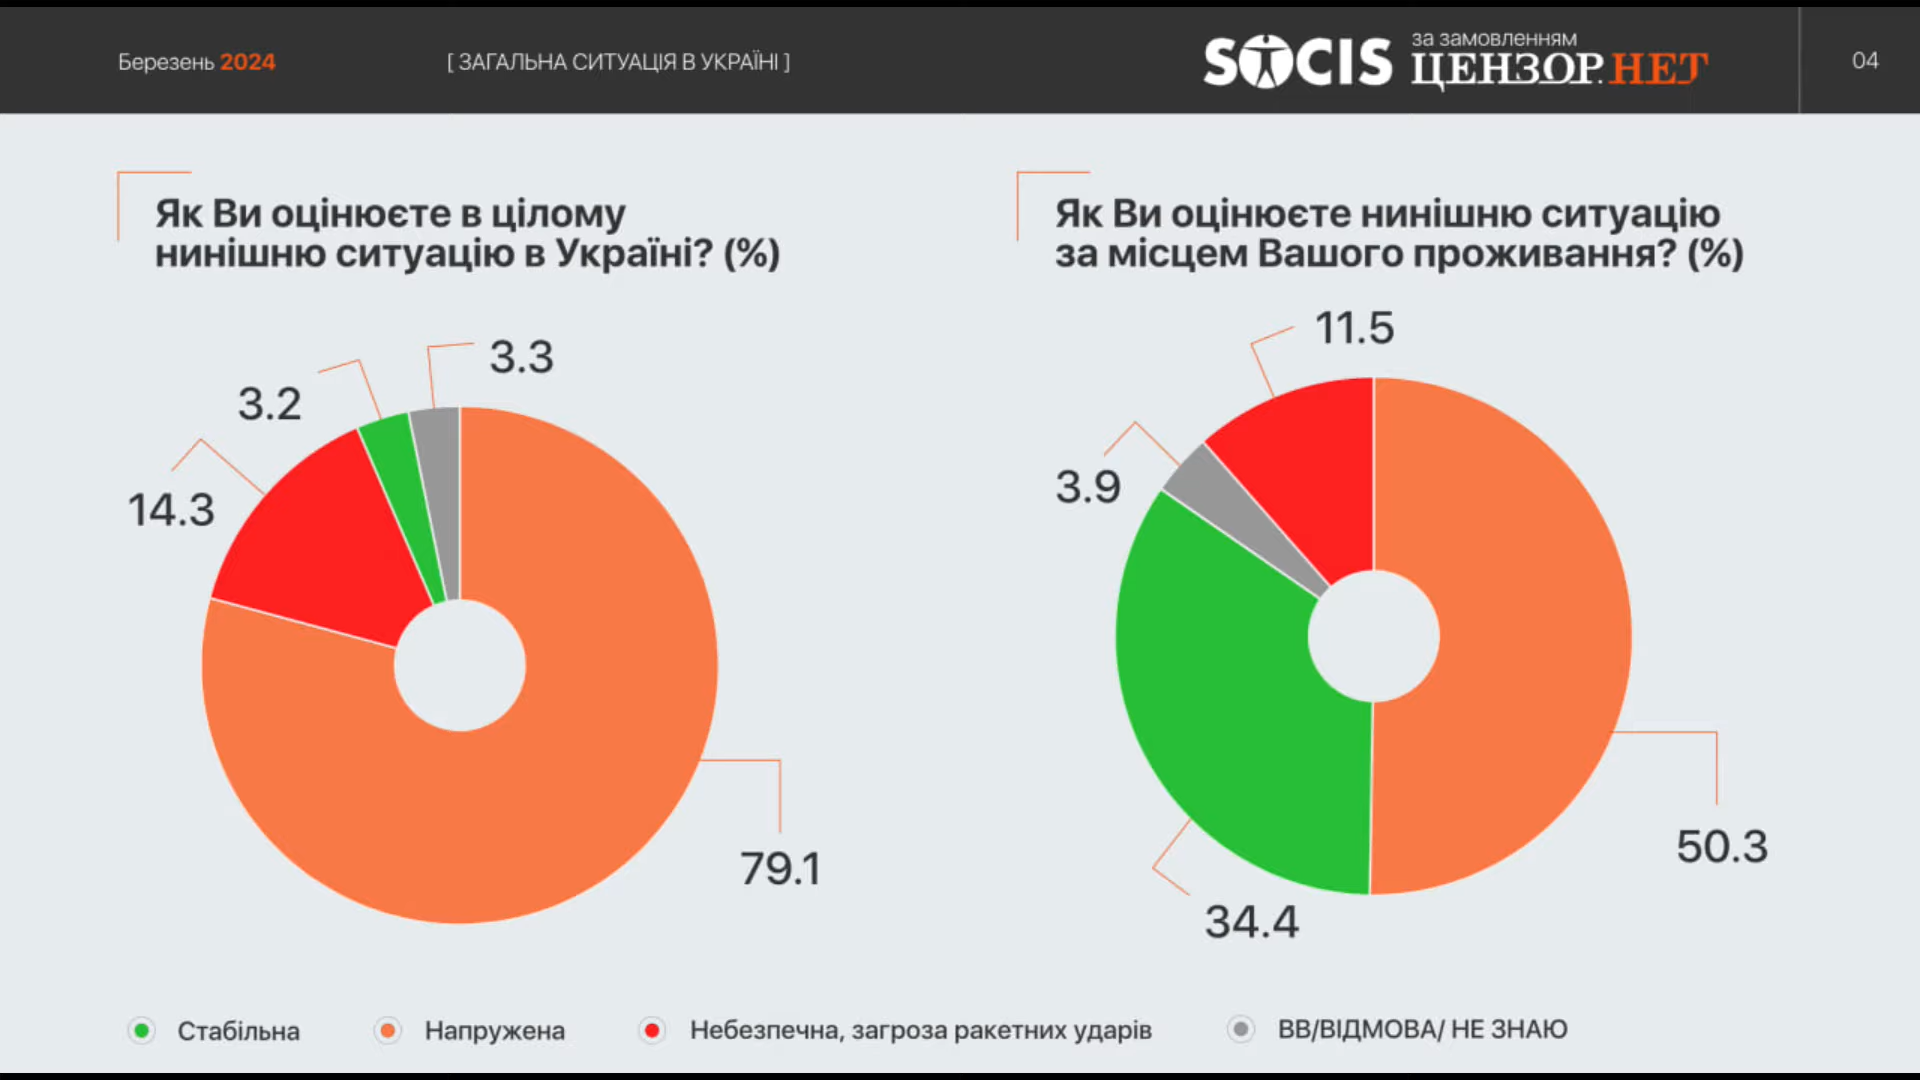 Березень 2024
[ ЗАГАЛЬНА СИТУАЦІЯ В УКРАЇНІ ]
SOCIS
за замовленням
ЦЕНЗОР.НЕТ
04
Як Ви оцінюєте в цілому
нинішню ситуацію в Україні? (%)
3.3
3.2
14.3
79.1
Як Ви оцінюєте нинішню ситуацію
за місцем Вашого проживання? (%)
11.5
3.9
50.3
34.4
Стабільна
Напружена
Небезпечна, загроза ракетних ударів
ВВ/ВІДМОВА/ НЕ ЗНАЮ